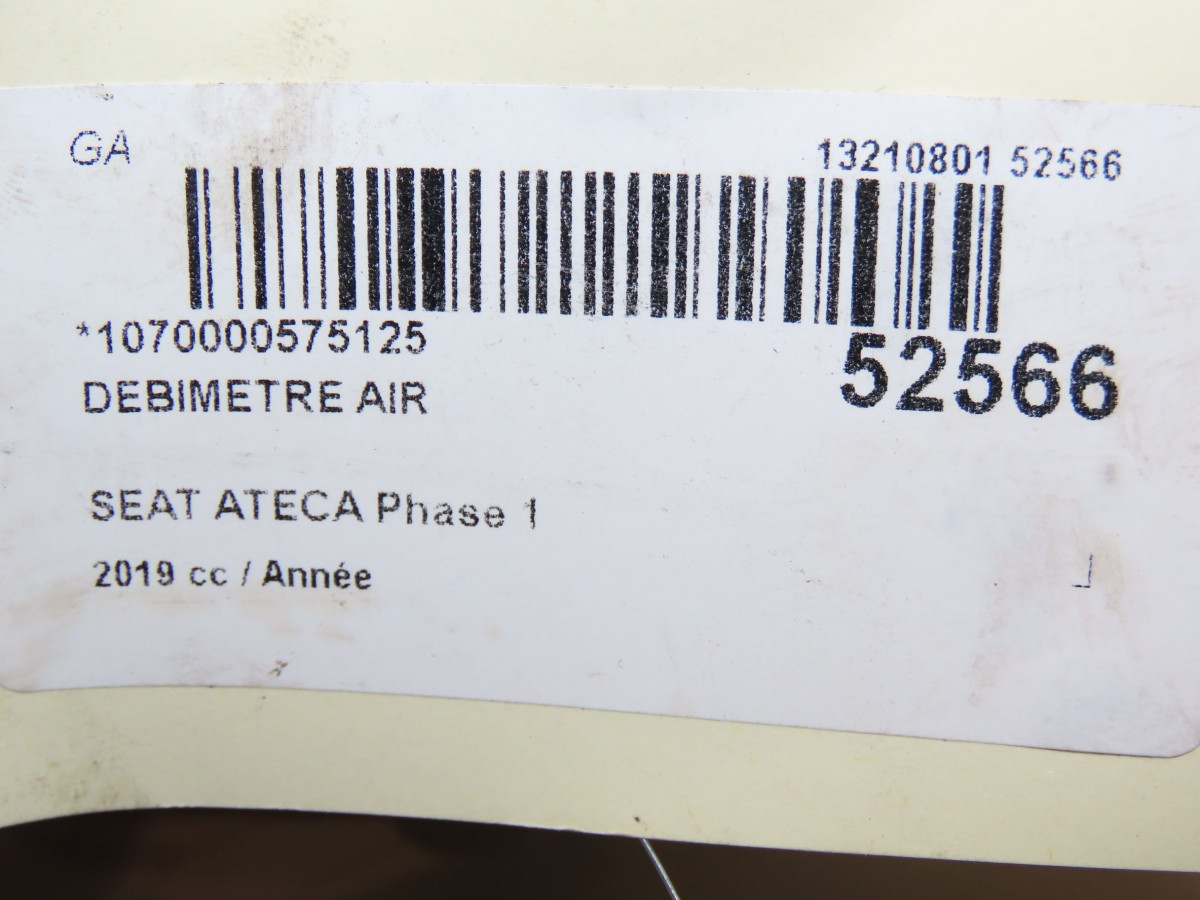 GA
13210801 52566
*1070000575125
52566
DEBIMETRE AIR
SEAT ATECA Phase 1
2019 cc / Année